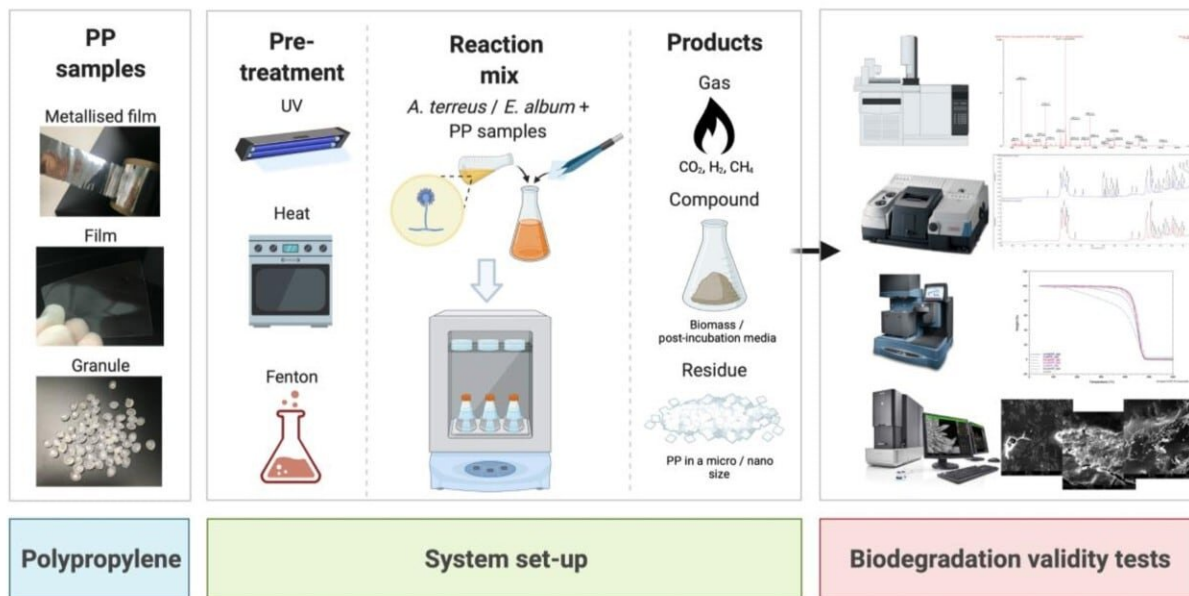 PP
samples
Metallised film
Film
Granule
Pre-
treatment
UV
Heat
Fenton
Reaction
mix
A. terreus / E. album +
PP samples
Products
Gas
CO₂, H₂, CH₄
Compound
Biomass /
post-incubation media
Residue
PP in a micro / nano
size
Polypropylene
System set-up
Biodegradation validity tests